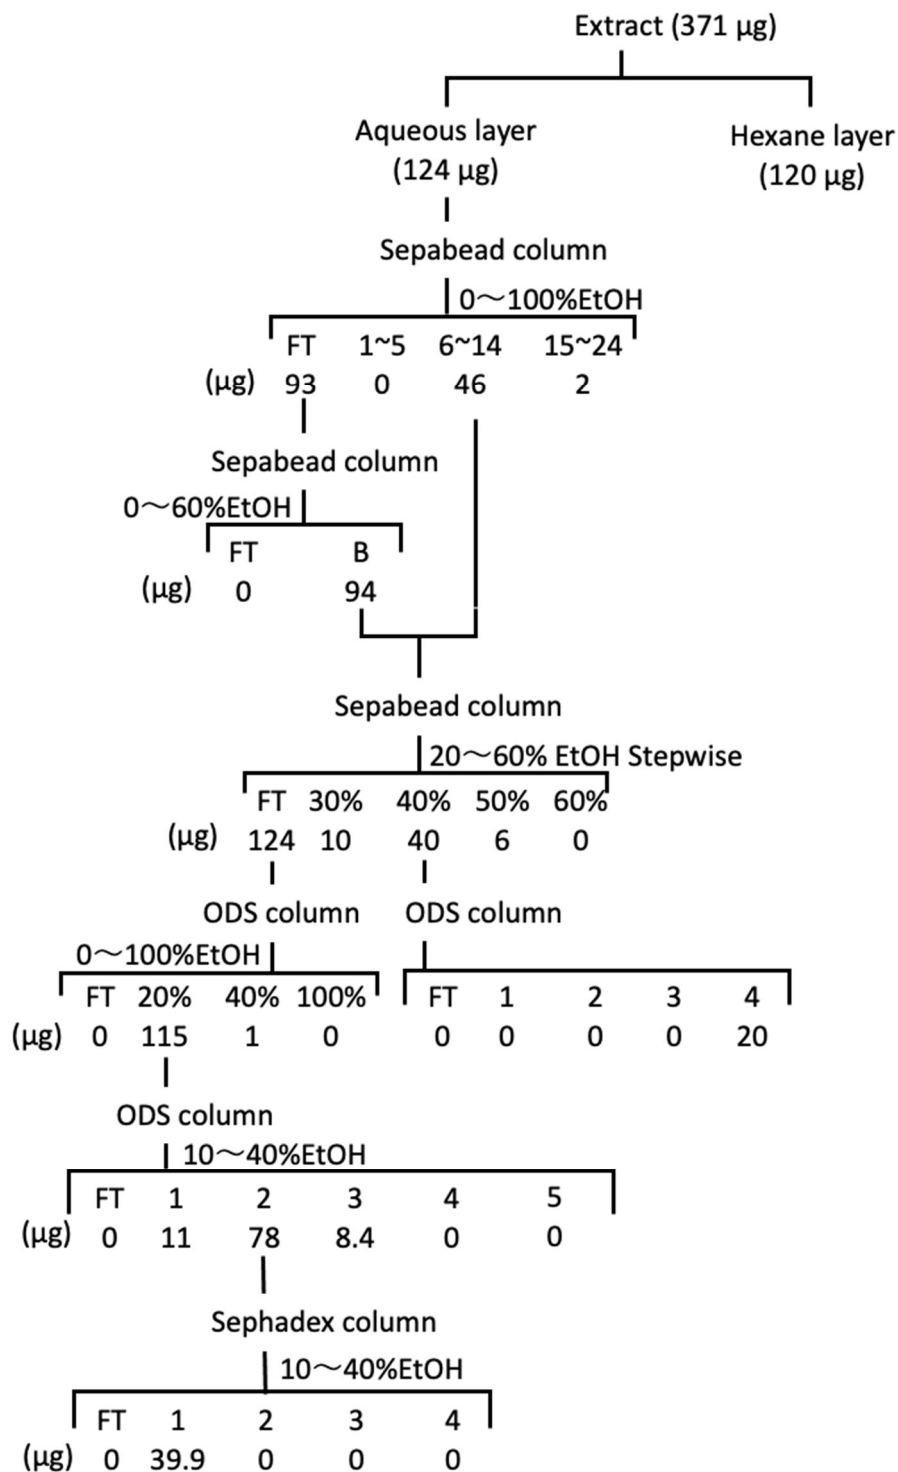 Extract (371 µg)
Aqueous layer
(124 µg)
Hexane layer
(120 µg)
Sepabead column
0～100%EtOH
FT 1~5 6~14 15~24
(µg) 93 0 46 2
Sepabead column
0～60%EtOH
FT B
(µg) 0 94
Sepabead column
20～60% EtOH Stepwise
FT 30% 40% 50% 60%
(µg) 124 10 40 6 0
ODS column ODS column
0～100%EtOH
FT 20% 40% 100% FT 1 2 3 4
(µg) 0 115 1 0 0 0 0 0 20
ODS column
10～40%EtOH
FT 1 2 3 4 5
(µg) 0 11 78 8.4 0 0
Sephadex column
10～40%EtOH
FT 1 2 3 4
(µg) 0 39.9 0 0 0